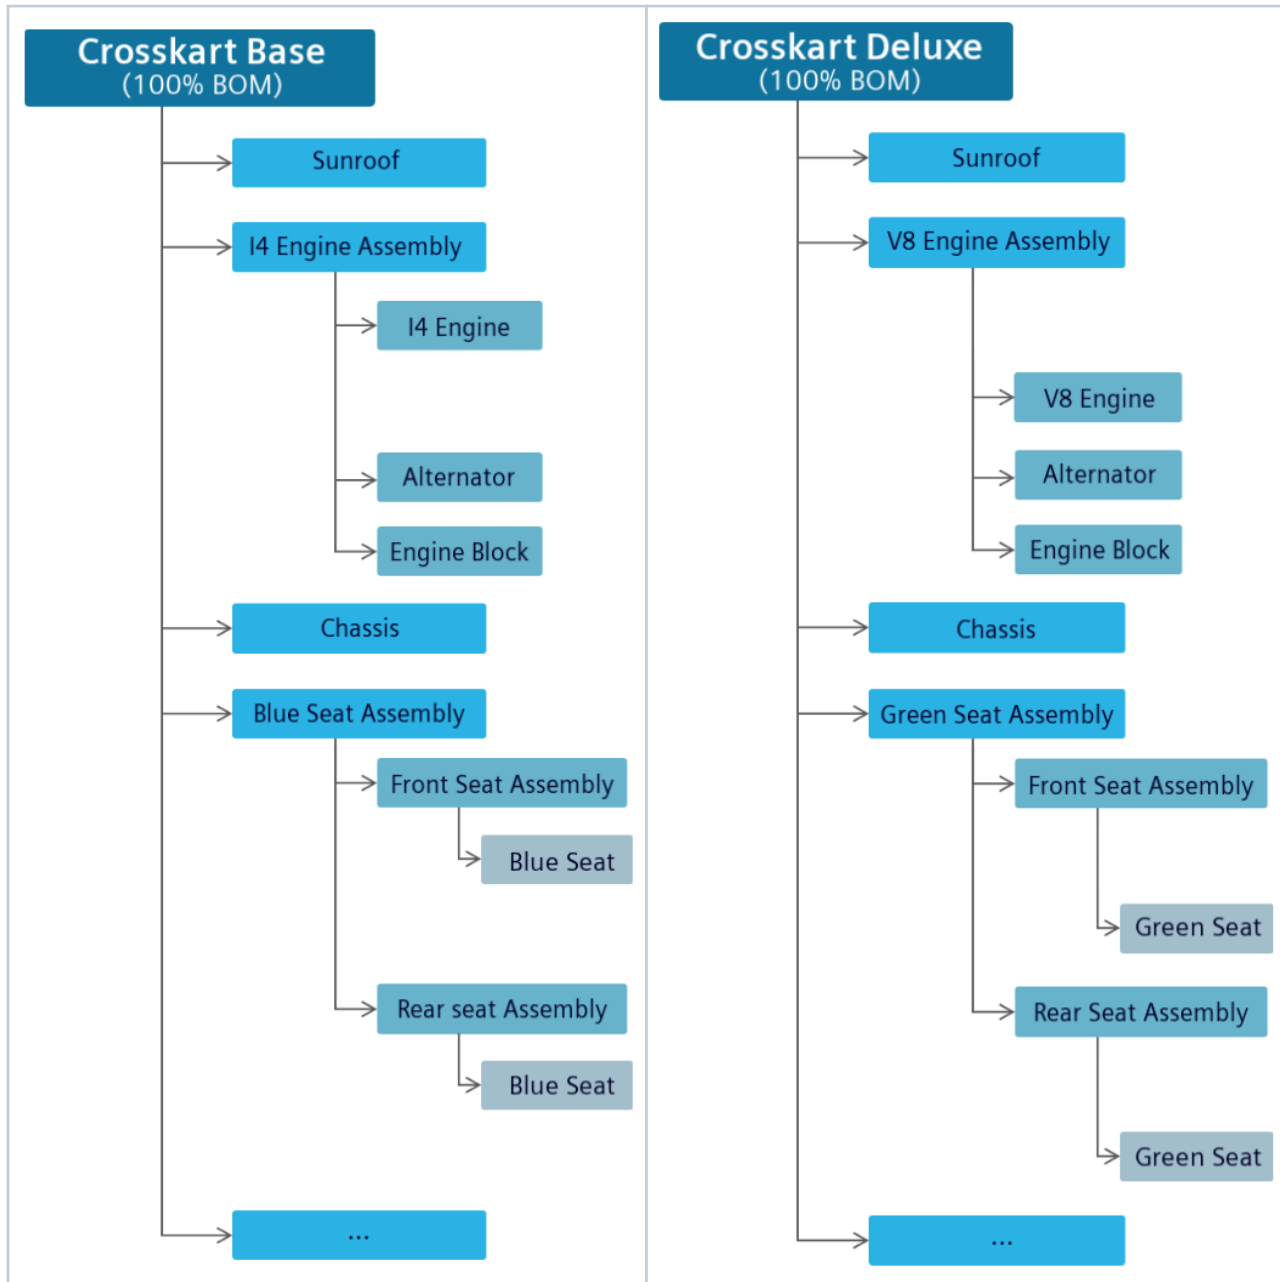 Crosskart Base
(100% BOM)
Sunroof
I4 Engine Assembly
I4 Engine
Alternator
Engine Block
Chassis
Blue Seat Assembly
Front Seat Assembly
Blue Seat
Rear seat Assembly
Blue Seat
...
Crosskart Deluxe
(100% BOM)
Sunroof
V8 Engine Assembly
V8 Engine
Alternator
Engine Block
Chassis
Green Seat Assembly
Front Seat Assembly
Green Seat
Rear Seat Assembly
Green Seat
...